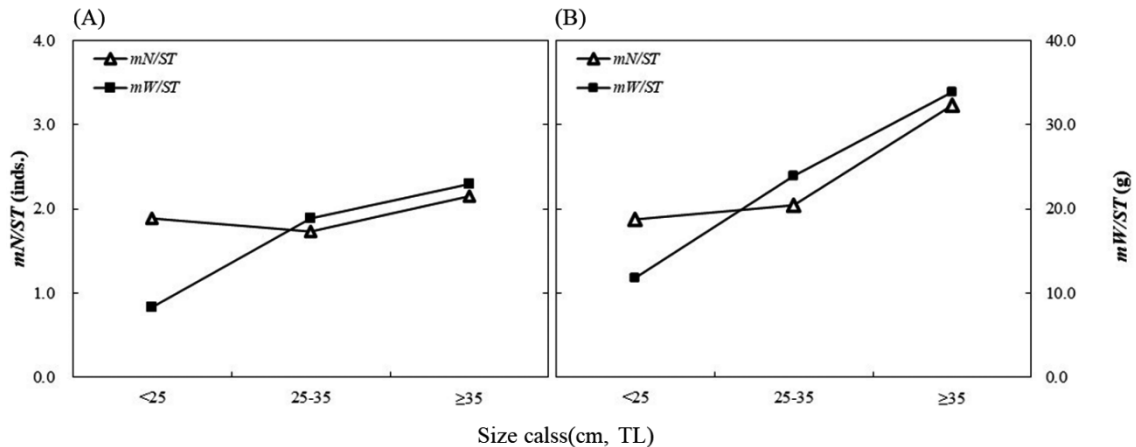 (A)
(B)
4.0
3.0
2.0
1.0
0.0
mN/ST (inds.)
mN/ST
mW/ST
mN/ST
mW/ST
40.0
30.0
20.0
10.0
0.0
mW/ST (g)
<25
25-35
≥35
<25
25-35
≥35
Size calss(cm, TL)